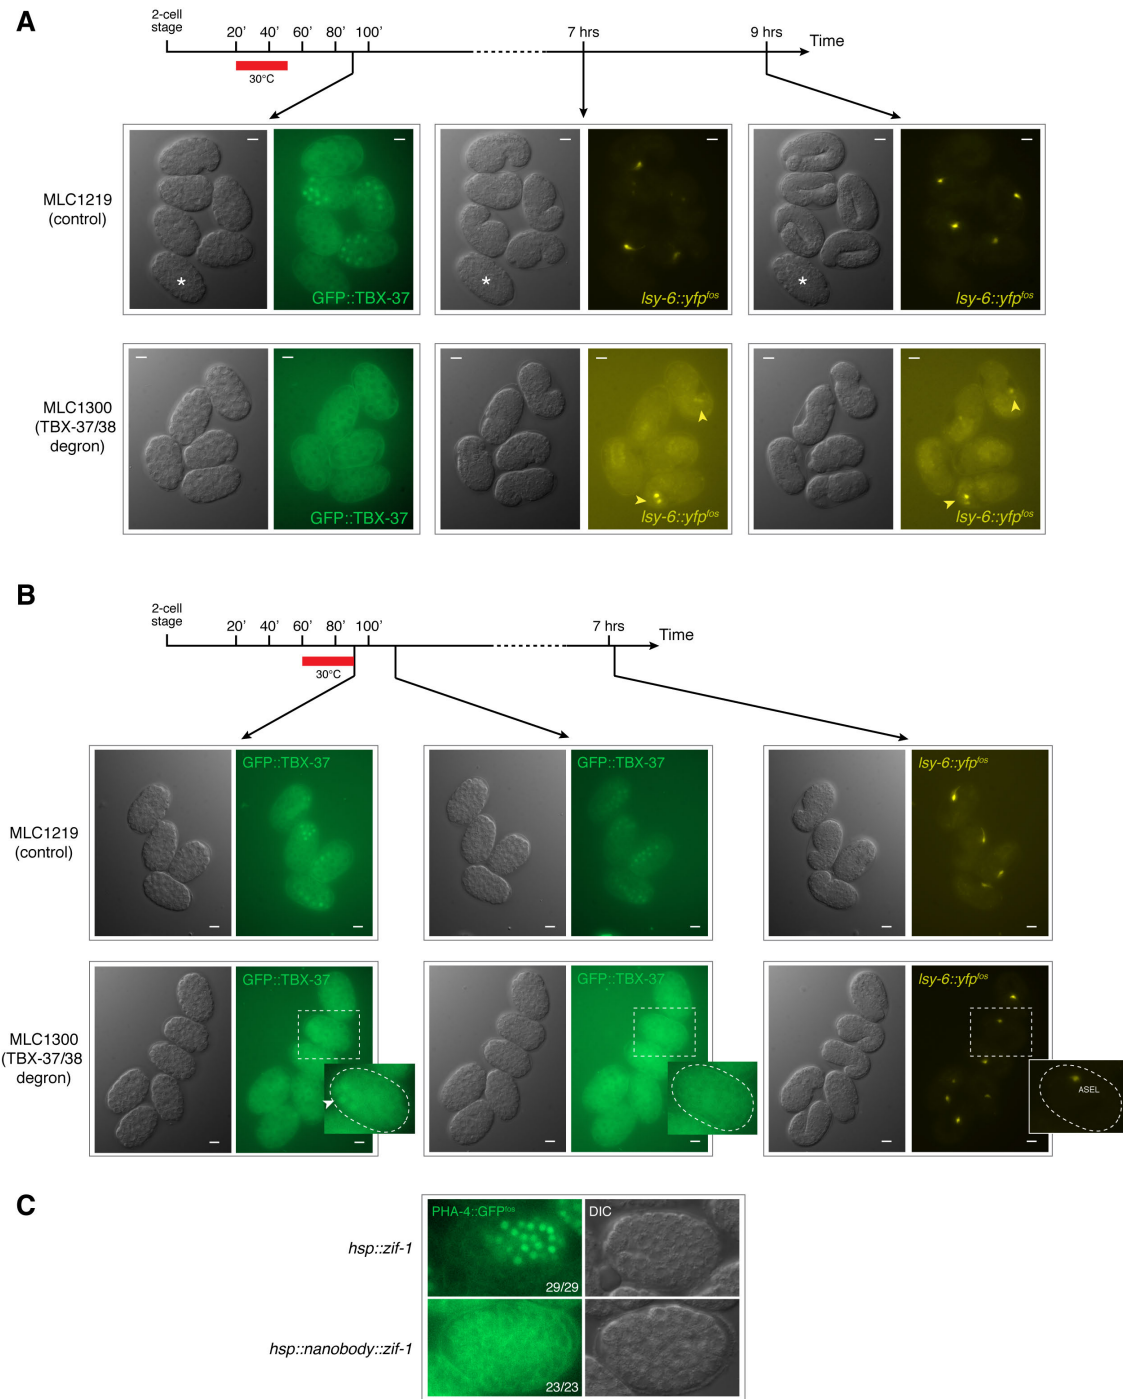 A
2-cell
stage
20’ 40’ 60’ 80’ 100’
7 hrs
9 hrs
Time
30°C
MLC1219
(control)
*
GFP::TBX-37
*
lsy-6::yfpfos
*
lsy-6::yfpfos
MLC1300
(TBX-37/38
degron)
GFP::TBX-37
lsy-6::yfpfos
lsy-6::yfpfos
B
2-cell
stage
20’ 40’ 60’ 80’ 100’
7 hrs
Time
30°C
MLC1219
(control)
GFP::TBX-37
GFP::TBX-37
lsy-6::yfpfos
MLC1300
(TBX-37/38
degron)
GFP::TBX-37
GFP::TBX-37
lsy-6::yfpfos
ASEL
C
hsp::zif-1
PHA-4::GFPfos
29/29
DIC
hsp::nanobody::zif-1
23/23